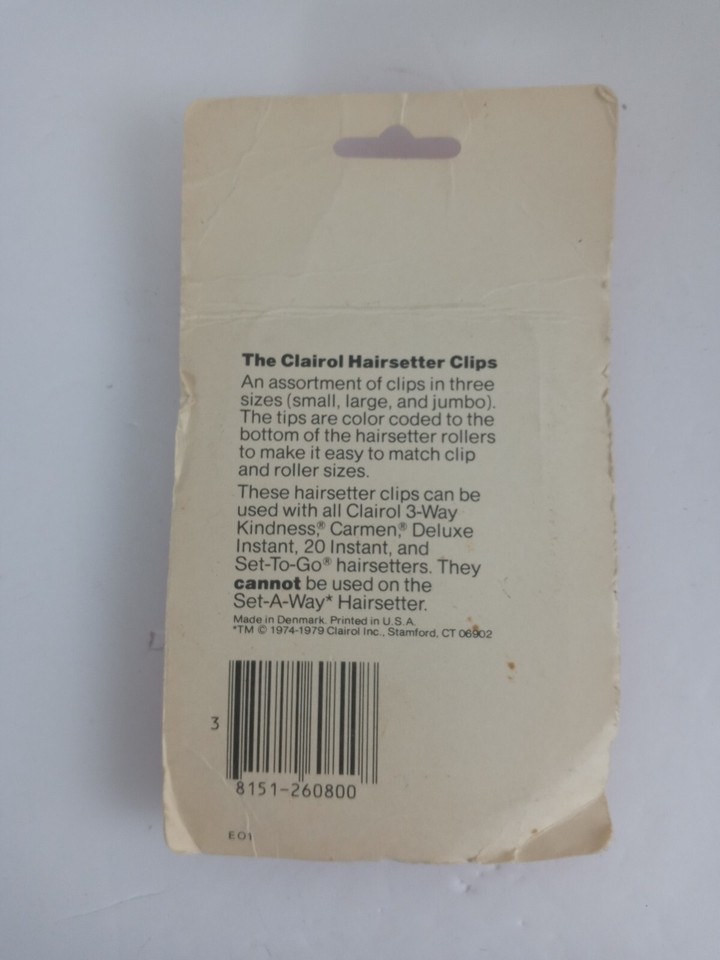 The Clairol Hairsetter Clips
An assortment of clips in three
sizes (small, large, and jumbo).
The tips are color coded to the
bottom of the hairsetter rollers
to make it easy to match clip
and roller sizes.
These hairsetter clips can be
used with all Clairol 3-Way
Kindness,® Carmen,® Deluxe
Instant, 20 Instant, and
Set-To-Go® hairsetters. They
cannot be used on the
Set-A-Way* Hairsetter.
Made in Denmark. Printed in U.S.A.
*TM © 1974-1979 Clairol Inc., Stamford, CT 06902
3
8151-260800
E01